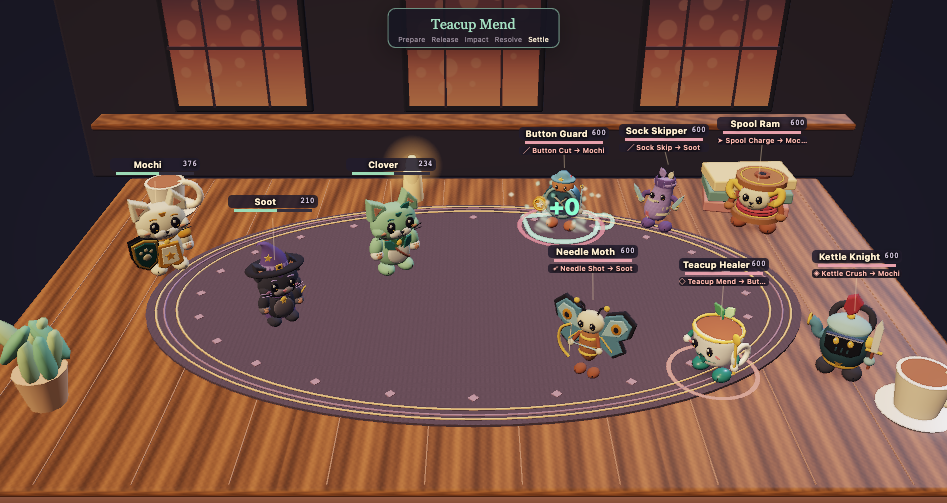 Teacup Mend
Prepare Release Impact Resolve Settle
Mochi 376
Soot 210
Clover 234
Button Guard 600
Button Cut → Mochi
Sock Skipper 600
Sock Skip → Soot
Spool Ram 600
Spool Charge → Moc...
+0
Needle Moth 600
Needle Shot → Soot
Teacup Healer 600
Teacup Mend → But...
Kettle Knight 600
Kettle Crush → Mochi